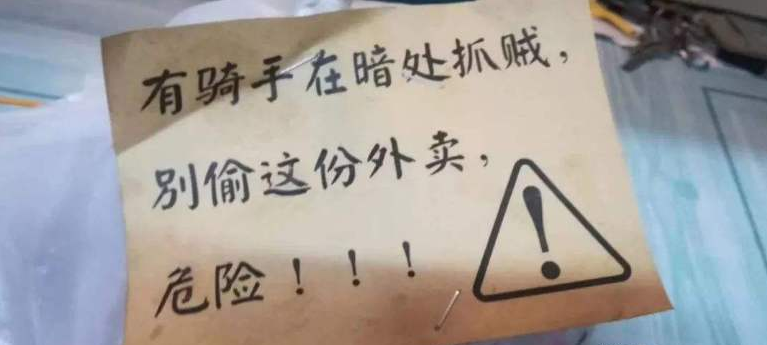 有骑手在暗处抓贼，
别偷这份外卖，
危险！！！